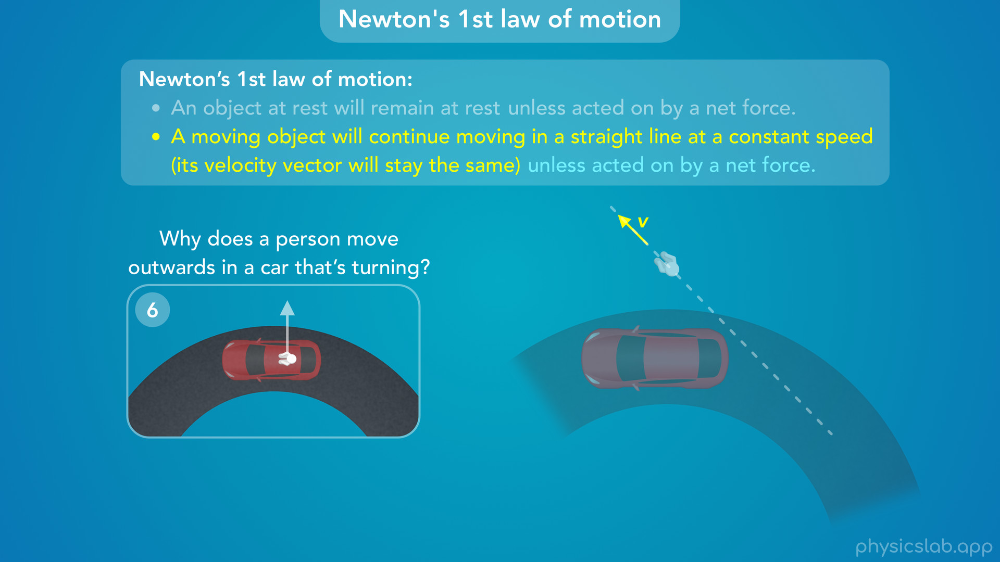 Newton's 1st law of motion
Newton’s 1st law of motion:
• An object at rest will remain at rest unless acted on by a net force.
• A moving object will continue moving in a straight line at a constant speed
(its velocity vector will stay the same) unless acted on by a net force.
Why does a person move
outwards in a car that’s turning?
6
v
physicslab.app